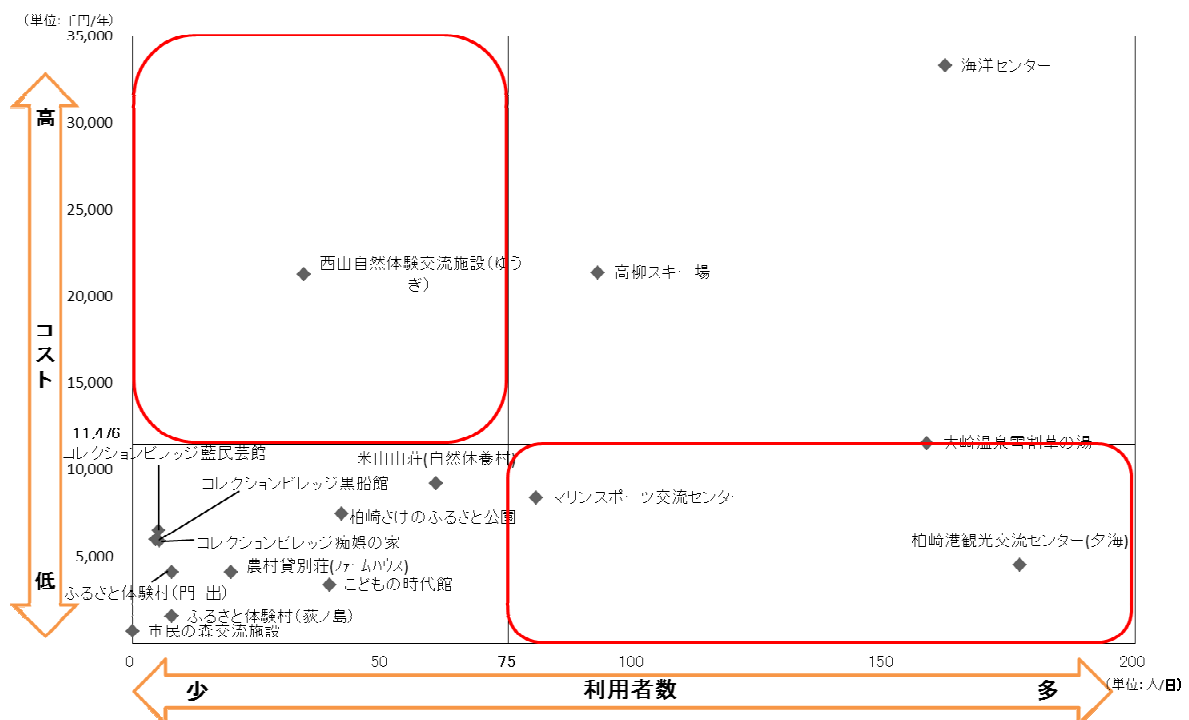 (単位:千円/年)
35,000
海洋センター
高
30,000
25,000
西山自然体験交流施設(ゆう
ぎ)
高柳スキー場
20,000
コスト
15,000
11,476
コレクションビレッジ藍民芸館
大崎温泉雪割草の湯
米山山荘(自然休養村)
10,000
コレクションビレッジ黒船館
マリンスポーツ交流センター
柏崎さけのふるさと公園
コレクションビレッジ痴娯の家
柏崎港観光交流センター(夕海)
5,000
農村貸別荘(ファームハウス)
低
こどもの時代館
ふるさと体験村(門出)
ふるさと体験村(荻ノ島)
市民の森交流施設
0
50
75
100
150
200
(単位:人/日)
少
利用者数
多